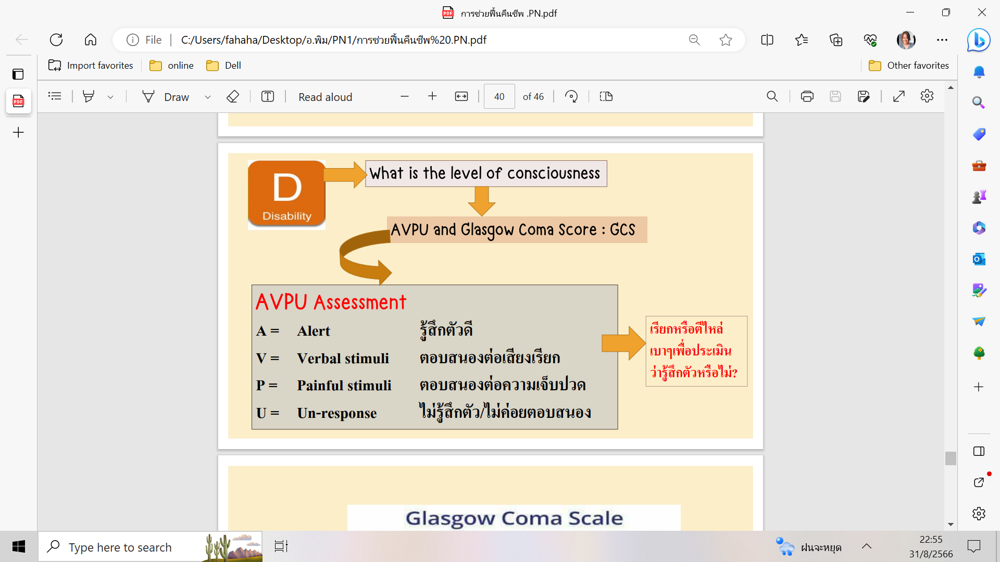 การช่วยฟื้นคืนชีพ .PN.pdf
File
C:/Users/fahaha/Desktop/อ.พิม/PN1/การช่วยฟื้นคืนชีพ%20.PN.pdf
Import favorites
online
Dell
Other favorites
Draw
Read aloud
40
of 46
D
Disability
What is the level of consciousness
AVPU and Glasgow Coma Score : GCS
AVPU Assessment
A = Alert รู้สึกตัวดี
V = Verbal stimuli ตอบสนองต่อเสียงเรียก
P = Painful stimuli ตอบสนองต่อความเจ็บปวด
U = Un-response ไม่รู้สึกตัว/ไม่ค่อยตอบสนอง
เรียกหรือตีไหล่
เบาๆเพื่อประเมิน
ว่ารู้สึกตัวหรือไม่?
Glasgow Coma Scale
Type here to search
ฝนจะหยุด
22:55
31/8/2566